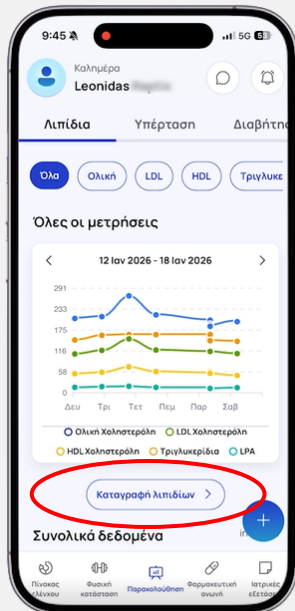 9:45 5G
Καλημέρα
Leonidas
Λιπίδια Υπέρταση Διαβήτη
Όλα Ολική LDL HDL Τριγλυκε
Όλες οι μετρήσεις
12 Ιαν 2026 - 18 Ιαν 2026
291
233
175
116
58
0
Δευ Τρι Τετ Πεμ Παρ Σαβ
Ολική Χοληστερόλη LDL Χοληστερόλη
HDL Χοληστερόλη Τριγλυκερίδια LPA
Καταγραφή λιπιδίων
+
Συνολικά δεδομένα
Πίνακας Φυσική Παρακολούθηση Φαρμακευτική Ιατρικές
ελέγχου κατάσταση αγωγή εξετάσε